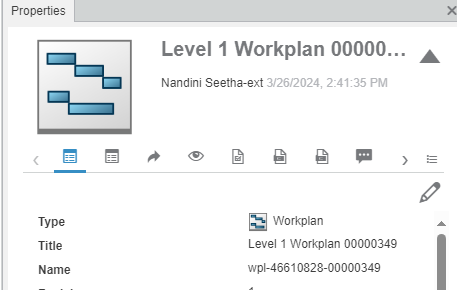 Properties
Level 1 Workplan 00000...
Nandini Seetha-ext 3/26/2024, 2:41:35 PM
Type Workplan
Title Level 1 Workplan 00000349
Name wpl-46610828-00000349